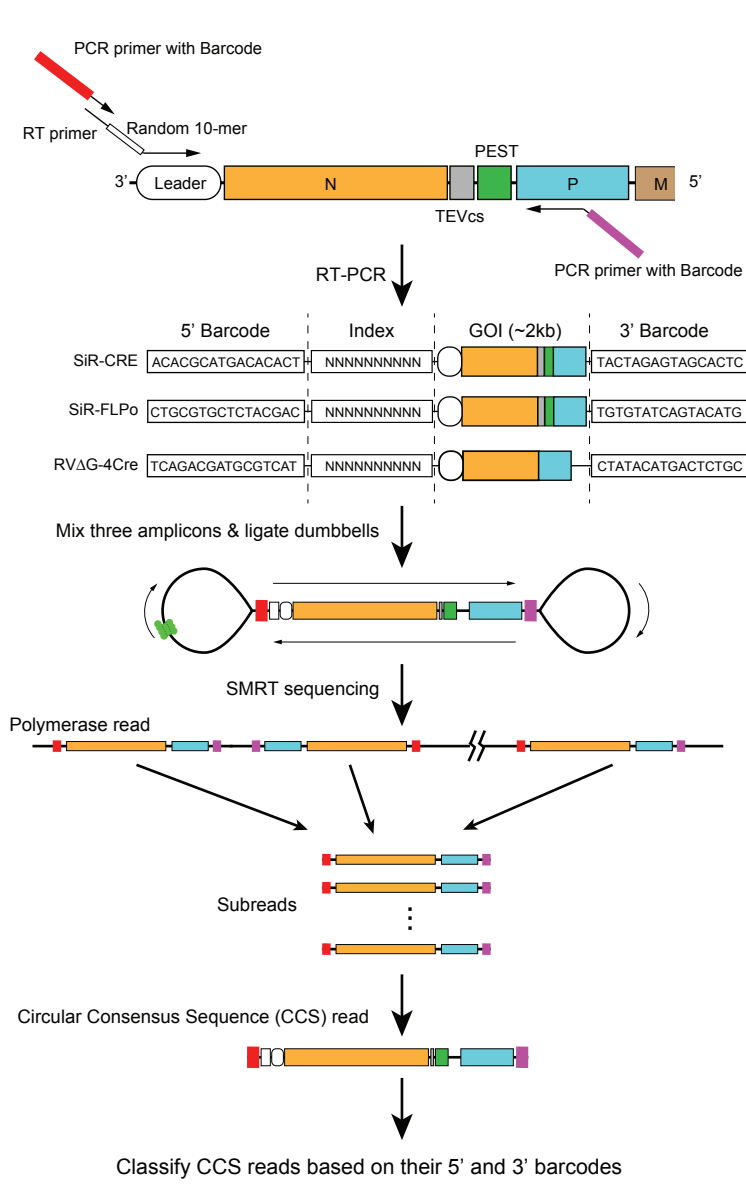 PCR primer with Barcode
RT primer
Random 10-mer
PEST
3’
Leader
N
P
M
5’
TEVcs
PCR primer with Barcode
RT-PCR
5’ Barcode Index GOI (~2kb) 3’ Barcode
SiR-CRE ACACGCATGACACACT NNNNNNNNNN TACTAGAGTAGCACTC
SiR-FLPo CTGCGTGCTCTACGAC NNNNNNNNNN TGTGTATCAGTACATG
RVΔG-4Cre TCAGACGATGCGTCAT NNNNNNNNNN CTATACATGACTCTGC
Mix three amplicons & ligate dumbbells
SMRT sequencing
Polymerase read
Subreads
Circular Consensus Sequence (CCS) read
Classify CCS reads based on their 5’ and 3’ barcodes